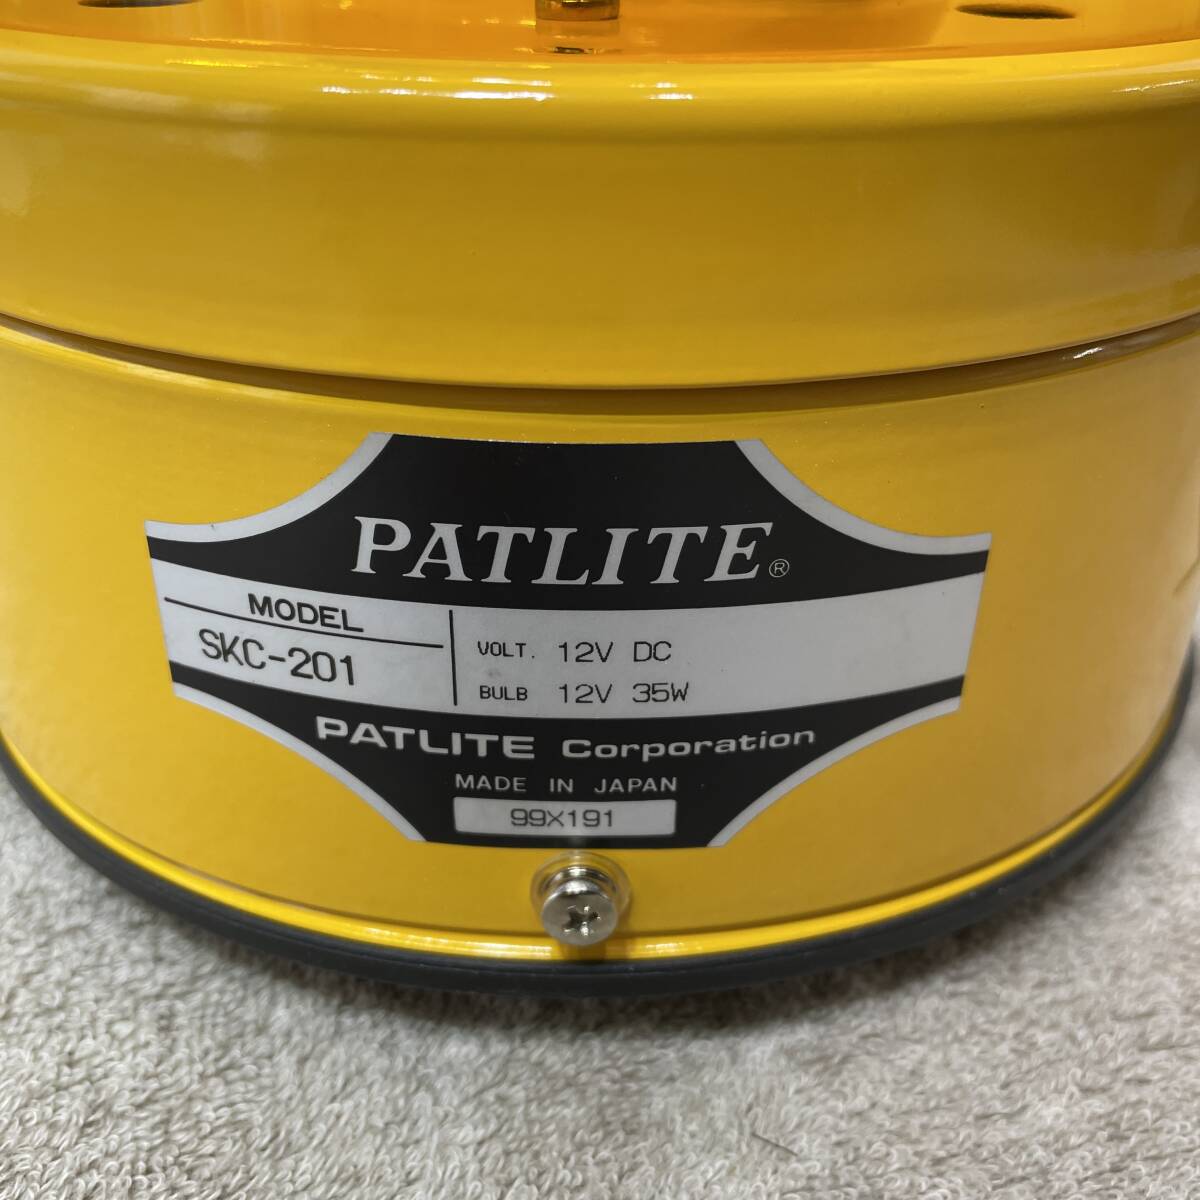 PATLITE®
MODEL
SKC-201
VOLT. 12V DC
BULB 12V 35W
PATLITE Corporation
MADE IN JAPAN
99X191